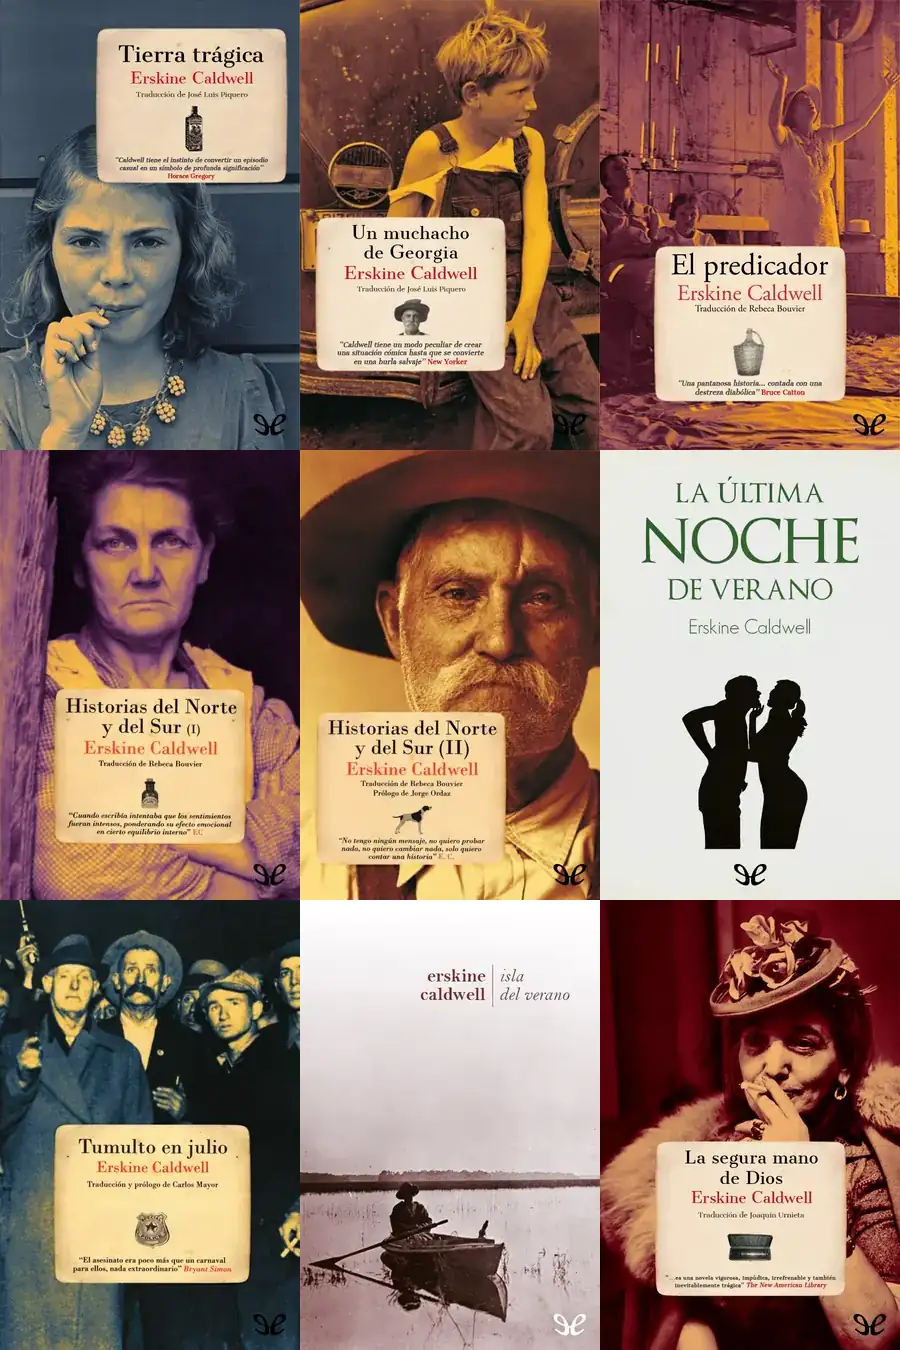 Tierra trágica
Erskine Caldwell
Traducción de José Luis Piquero
"Caldwell tiene el instinto de convertir un episodio
casual en un símbolo de profunda significación"
Horace Gregory
Un muchacho
de Georgia
Erskine Caldwell
Traducción de José Luis Piquero
"Caldwell tiene un modo peculiar de crear
una situación cómica hasta que se convierte
en una burla salvaje" New Yorker
El predicador
Erskine Caldwell
Traducción de Rebeca Bouvier
"Una pantanosa historia... contada con una
destreza diabólica" Bruce Catton
Historias del Norte
y del Sur (I)
Erskine Caldwell
Traducción de Rebeca Bouvier
"Cuando escribía intentaba que los sentimientos
fueran intensos, ponderando su efecto emocional
en cierto equilibrio interno" EC
Historias del Norte
y del Sur (II)
Erskine Caldwell
Traducción de Rebeca Bouvier
Prólogo de Jorge Ordaz
"No tengo ningún mensaje, no quiero probar
nada, no quiero cambiar nada, solo quiero
contar una historia" E. C.
LA ÚLTIMA
NOCHE
DE VERANO
Erskine Caldwell
Tumulto en julio
Erskine Caldwell
Traducción y prólogo de Carlos Mayor
POLICE
"El asesinato era poco más que un carnaval
para ellos, nada extraordinario" Bryant Simon
erskine
caldwell
isla
del verano
La segura mano
de Dios
Erskine Caldwell
Traducción de Joaquín Urnieta
"...es una novela vigorosa, impúdica, irrefrenable y también
inevitablemente trágica" The New American Library